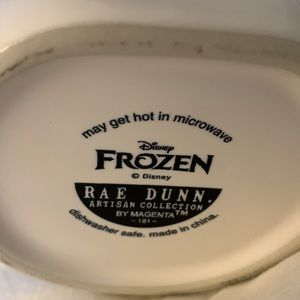 may get hot in microwave
Disney
FROZEN
© Disney
RAE DUNN.
ARTISAN COLLECTION
BY MAGENTA™
- 181 -
dishwasher safe. made in china.